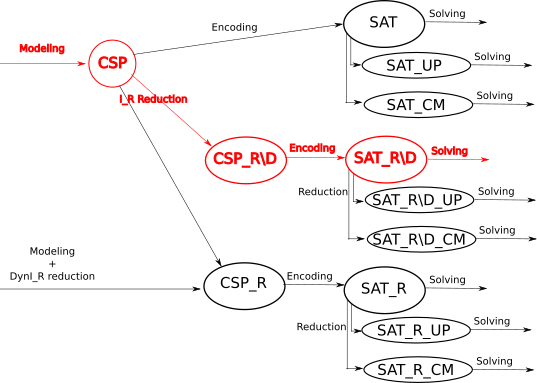 Modeling
CSP
Encoding
SAT
Solving
SAT_UP
Solving
SAT_CM
Solving
I_R Reduction
CSP_R\D
Encoding
SAT_R\D
Solving
Reduction
SAT_R\D_UP
Solving
SAT_R\D_CM
Solving
Modeling
+
DynI_R reduction
CSP_R
Encoding
SAT_R
Solving
Reduction
SAT_R_UP
Solving
SAT_R_CM
Solving